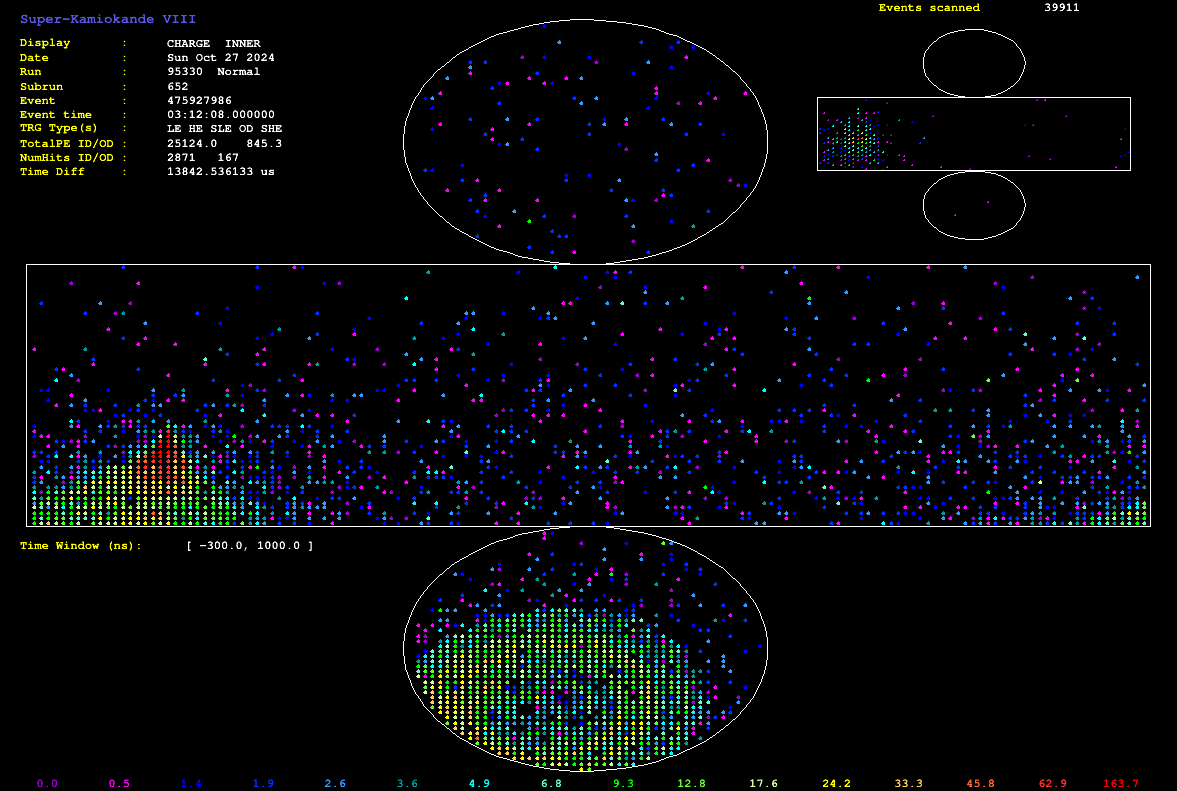 Super-Kamiokande VIII
Events scanned 39911
Display : CHARGE INNER
Date : Sun Oct 27 2024
Run : 95330 Normal
Subrun : 652
Event : 475927986
Event time : 03:12:08.000000
TRG Type(s) : LE HE SLE OD SHE
TotalPE ID/OD : 25124.0 845.3
NumHits ID/OD : 2871 167
Time Diff : 13842.536133 us
Time Window (ns): [ -300.0, 1000.0 ]
0.0 0.5 1.4 1.9 2.6 3.6 4.9 6.8 9.3 12.8 17.6 24.2 33.3 45.8 62.9 163.7